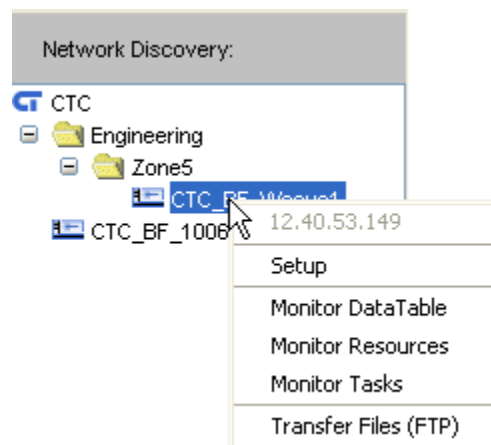 Network Discovery:
CTC
Engineering
Zone5
CTC_BF_
CTC_BF_1006
12.40.53.149
Setup
Monitor DataTable
Monitor Resources
Monitor Tasks
Transfer Files (FTP)